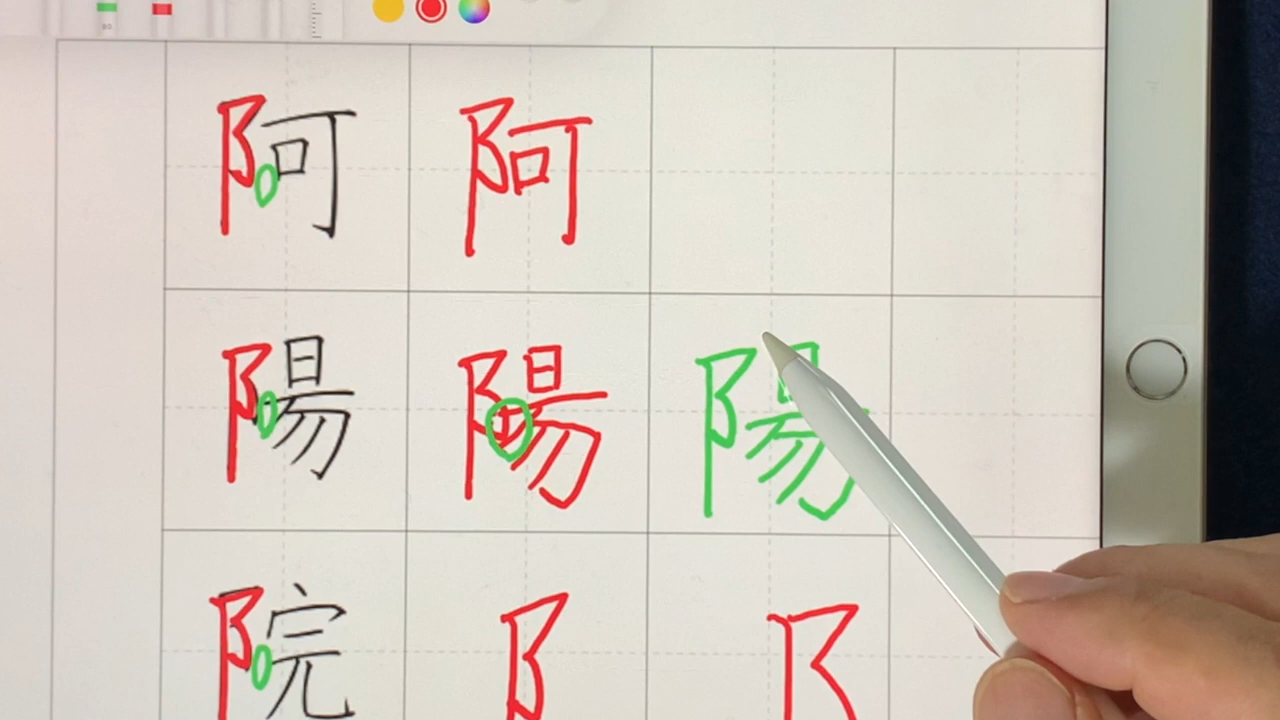 阿 阿
陽 陽 陽
院 阝 阝